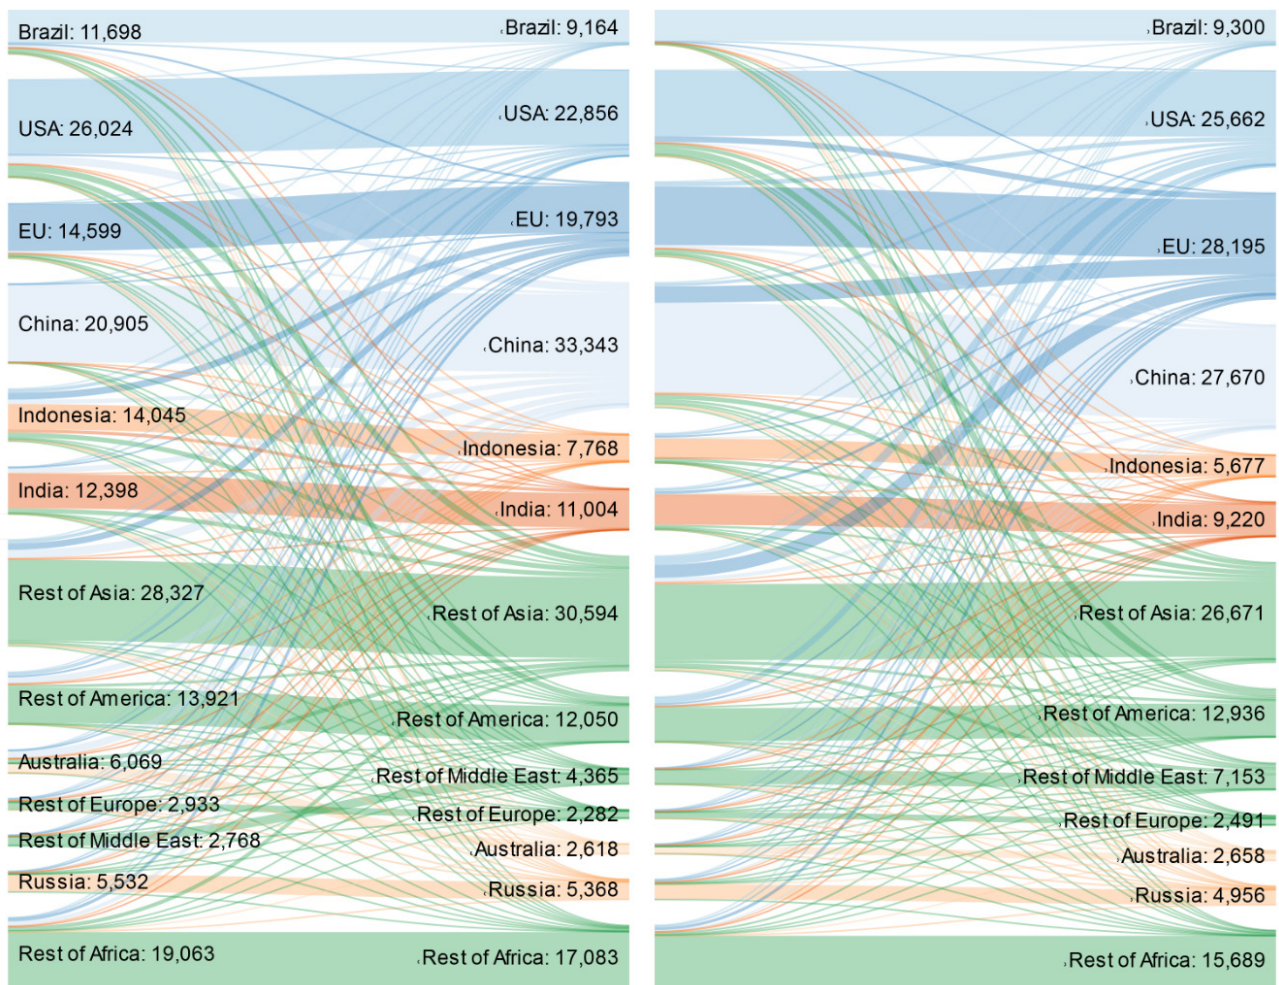 Brazil: 11,698
USA: 26,024
EU: 14,599
China: 20,905
Indonesia: 14,045
India: 12,398
Rest of Asia: 28,327
Rest of America: 13,921
Australia: 6,069
Rest of Europe: 2,933
Rest of Middle East: 2,768
Russia: 5,532
Rest of Africa: 19,063
Brazil: 9,164
USA: 22,856
EU: 19,793
China: 33,343
Indonesia: 7,768
India: 11,004
Rest of Asia: 30,594
Rest of America: 12,050
Rest of Middle East: 4,365
Rest of Europe: 2,282
Australia: 2,618
Russia: 5,368
Rest of Africa: 17,083
Brazil: 9,300
USA: 25,662
EU: 28,195
China: 27,670
Indonesia: 5,677
India: 9,220
Rest of Asia: 26,671
Rest of America: 12,936
Rest of Middle East: 7,153
Rest of Europe: 2,491
Australia: 2,658
Russia: 4,956
Rest of Africa: 15,689